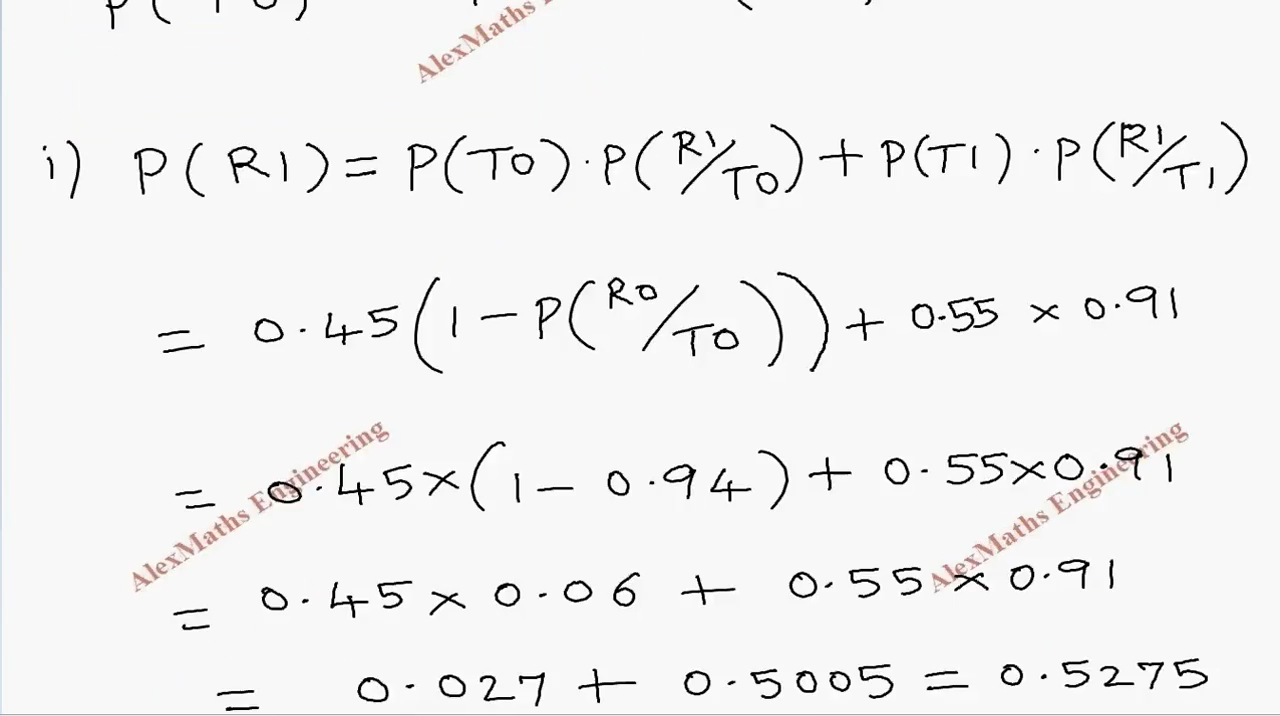 P(T0)
AlexMaths
i) P(R1) = P(T0) · P(R1/T0) + P(T1) · P(R1/T1)
= 0.45(1 - P(R0/T0)) + 0.55 × 0.91
= 0.45 × (1 - 0.94) + 0.55 × 0.91
AlexMaths Engineering
AlexMaths Engineering
= 0.45 × 0.06 + 0.55 × 0.91
= 0.027 + 0.5005 = 0.5275